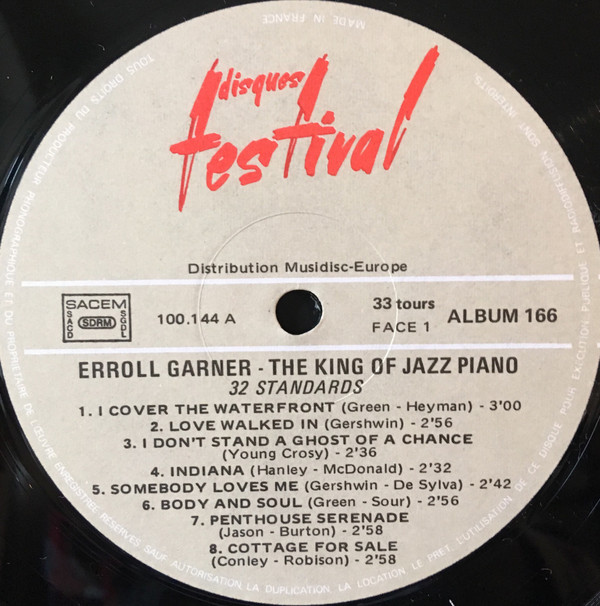 MADE IN FRANCE
disques
festival
Distribution Musidisc-Europe
SACEM
SACD
SDRM
SGDL
100.144 A
33 tours
FACE 1
ALBUM 166
ERROLL GARNER - THE KING OF JAZZ PIANO
32 STANDARDS
1. I COVER THE WATERFRONT (Green - Heyman) - 3'00
2. LOVE WALKED IN (Gershwin) - 2'56
3. I DON'T STAND A GHOST OF A CHANCE
(Young Crosy) - 2'36
4. INDIANA (Hanley - McDonald) - 2'32
5. SOMEBODY LOVES ME (Gershwin - De Sylva) - 2'42
6. BODY AND SOUL (Green - Sour) - 2'56
7. PENTHOUSE SERENADE
(Jason - Burton) - 2'58
8. COTTAGE FOR SALE
(Conley - Robison) - 2'58
TOUS DROITS DU PRODUCTEUR PHONOGRAPHIQUE ET DU PROPRIETAIRE DE L'ŒUVRE ENREGISTREE RESERVES SAUF AUTORISATION, LA DUPLICATION, LA LOCATION, LE PRET, L'UTILISATION DE CE DISQUE POUR EXECUTION PUBLIQUE ET RADIODIFFUSION SONT INTERDITS.